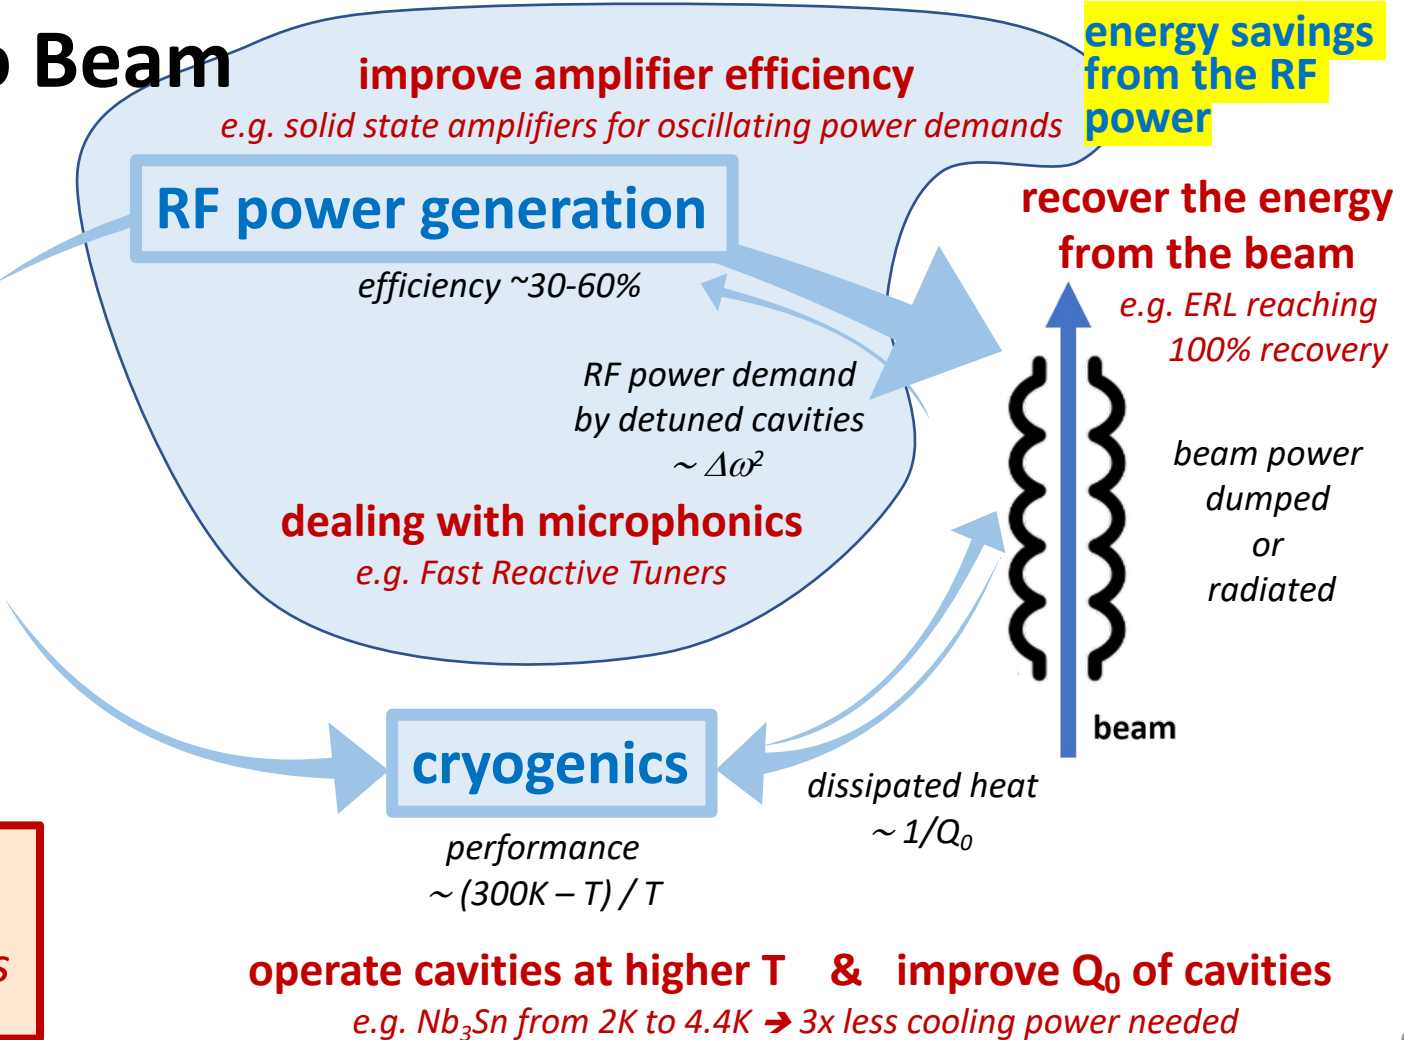 o Beam
energy savings
from the RF
power
improve amplifier efficiency
e.g. solid state amplifiers for oscillating power demands
RF power generation
efficiency ~30-60%
recover the energy
from the beam
e.g. ERL reaching
100% recovery
RF power demand
by detuned cavities
~ Δω²
beam power
dumped
or
radiated
dealing with microphonics
e.g. Fast Reactive Tuners
beam
cryogenics
dissipated heat
~ 1/Q₀
performance
~ (300K – T) / T
s
operate cavities at higher T & improve Q₀ of cavities
e.g. Nb₃Sn from 2K to 4.4K ➔ 3x less cooling power needed